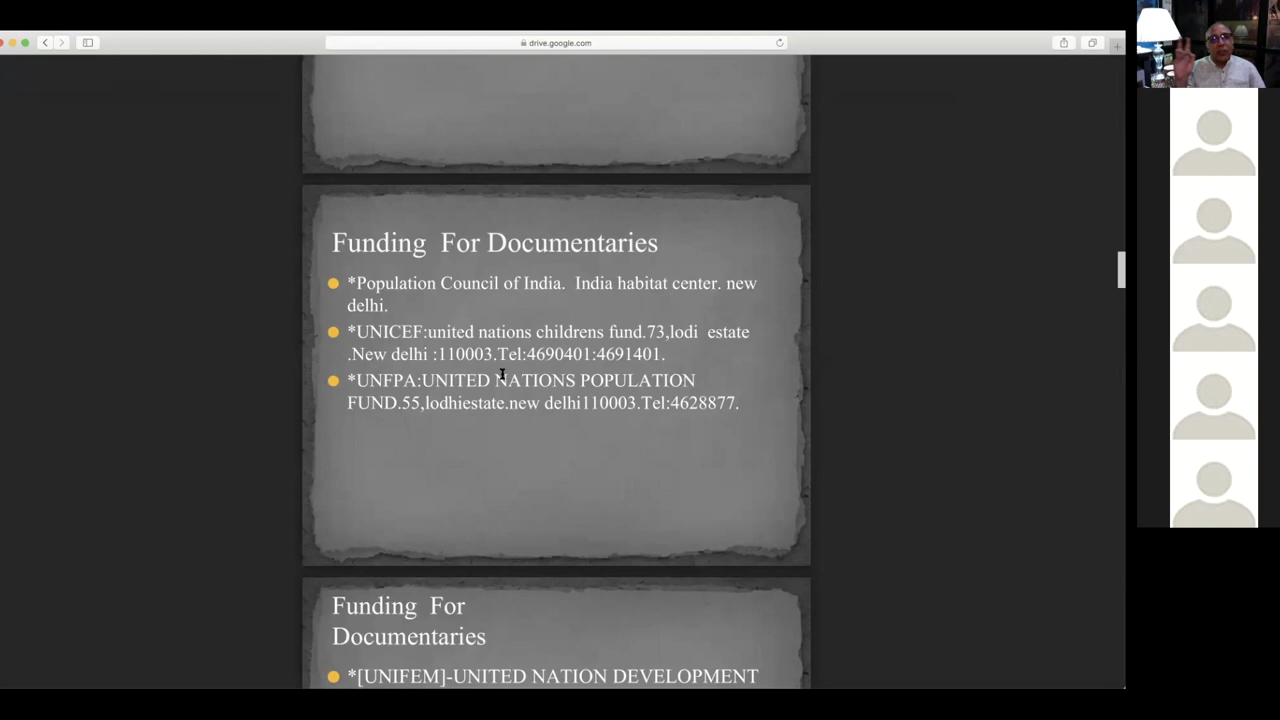 drive.google.com
Funding For Documentaries
*Population Council of India. India habitat center. new
delhi.
*UNICEF:united nations childrens fund.73,lodi estate
.New delhi :110003.Tel:4690401:4691401.
*UNFPA:UNITED NATIONS POPULATION
FUND.55,lodhiestate.new delhi110003.Tel:4628877.
Funding For
Documentaries
*[UNIFEM]-UNITED NATION DEVELOPMENT